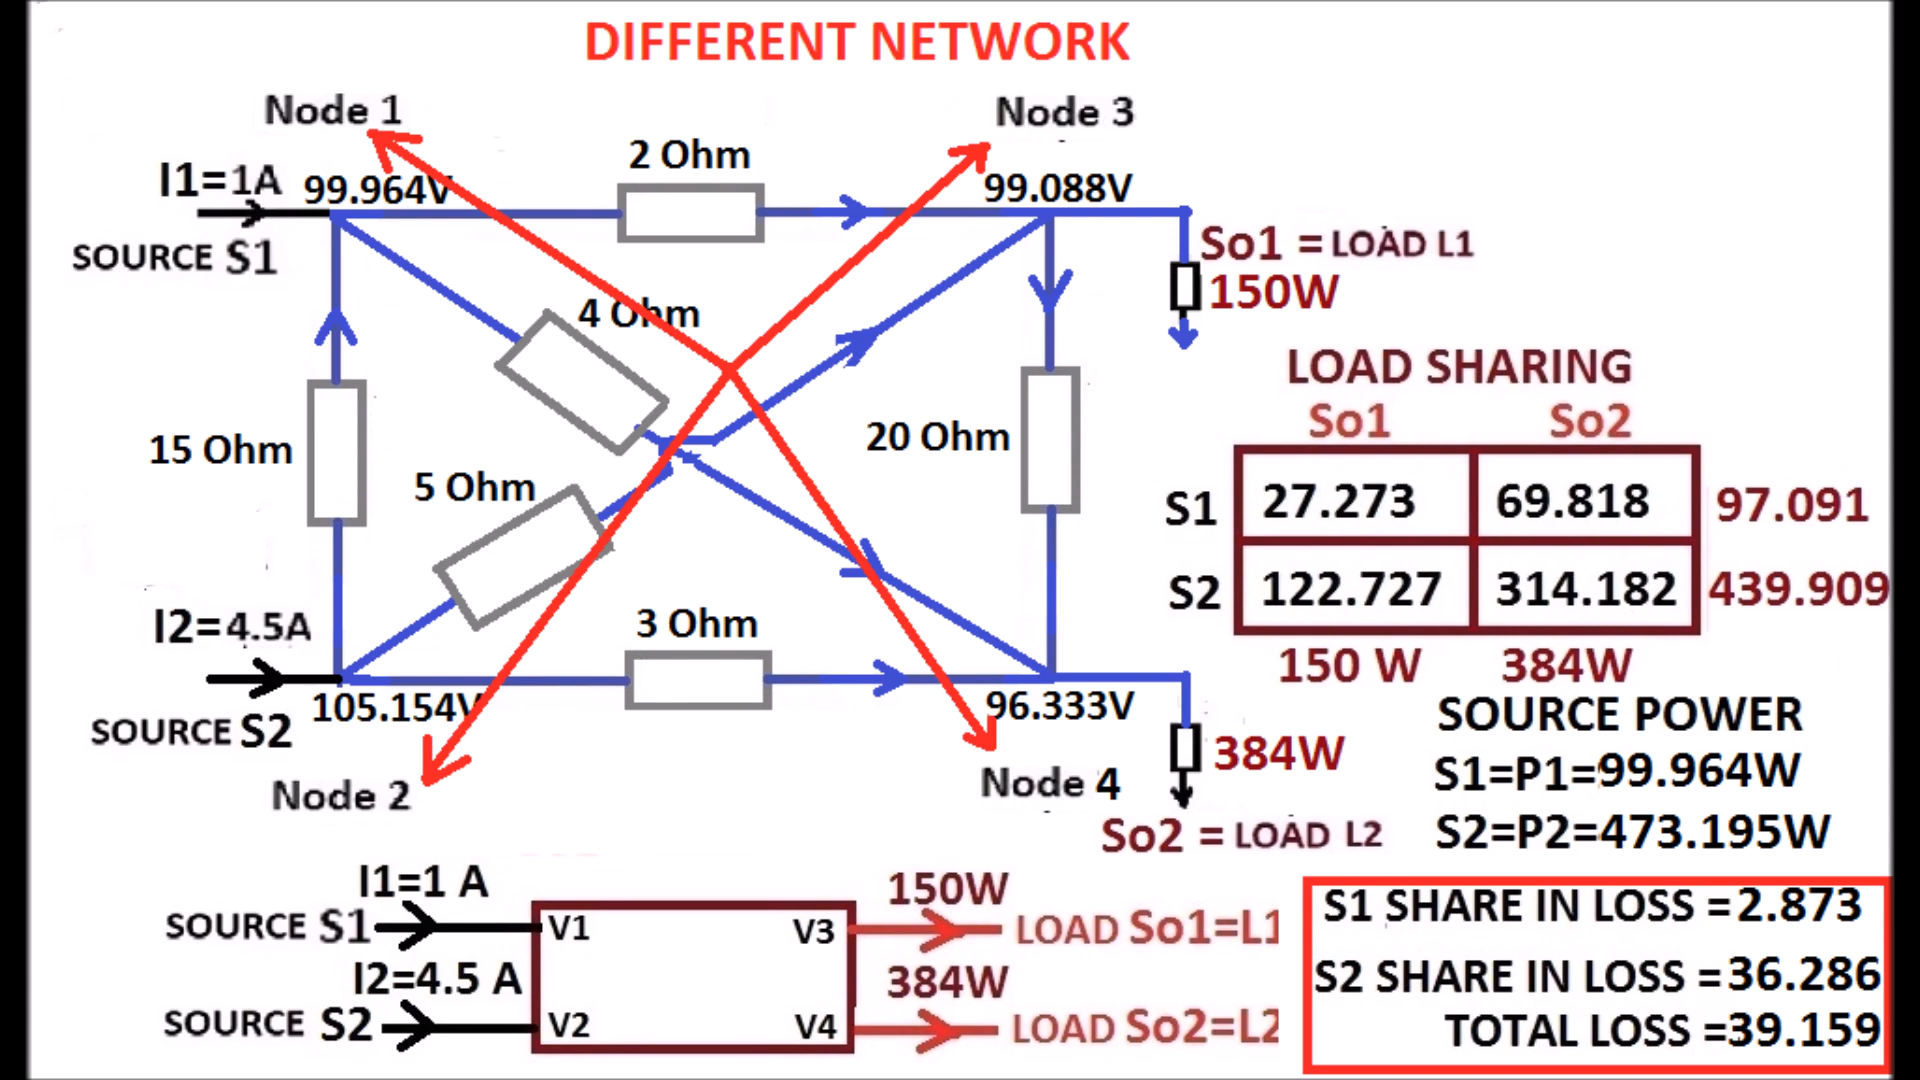 DIFFERENT NETWORK
Node 1
Node 3
2 Ohm
I1=1A
99.964V
99.088V
SOURCE S1
So1 = LOAD L1
150W
4 Ohm
LOAD SHARING
So1 So2
15 Ohm
20 Ohm
5 Ohm
S1 27.273 69.818 97.091
S2 122.727 314.182 439.909
150 W 384W
I2=4.5A
3 Ohm
105.154V
96.333V
SOURCE S2
384W
Node 2
Node 4
So2 = LOAD L2
SOURCE POWER
S1=P1=99.964W
S2=P2=473.195W
I1=1 A
150W
SOURCE S1
V1
V3
LOAD So1=L1
I2=4.5 A
384W
SOURCE S2
V2
V4
LOAD So2=L2
S1 SHARE IN LOSS =2.873
S2 SHARE IN LOSS =36.286
TOTAL LOSS =39.159